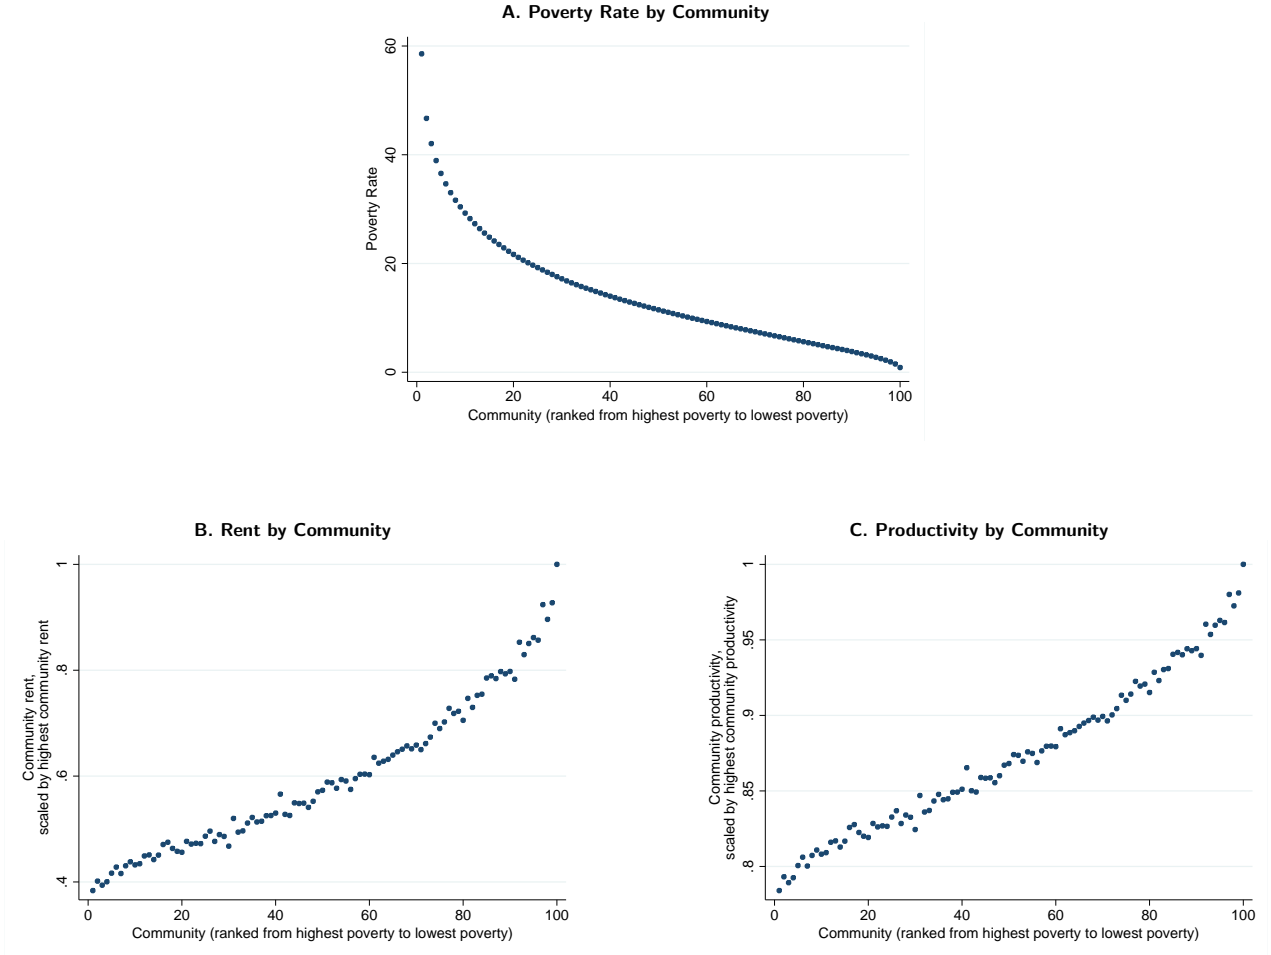 A. Poverty Rate by Community
60
40
20
0
Poverty Rate
0 20 40 60 80 100
Community (ranked from highest poverty to lowest poverty)
B. Rent by Community
1
.8
.6
.4
Community rent,
scaled by highest community rent
0 20 40 60 80 100
Community (ranked from highest poverty to lowest poverty)
C. Productivity by Community
1
.95
.9
.85
.8
Community productivity,
scaled by highest community productivity
0 20 40 60 80 100
Community (ranked from highest poverty to lowest poverty)